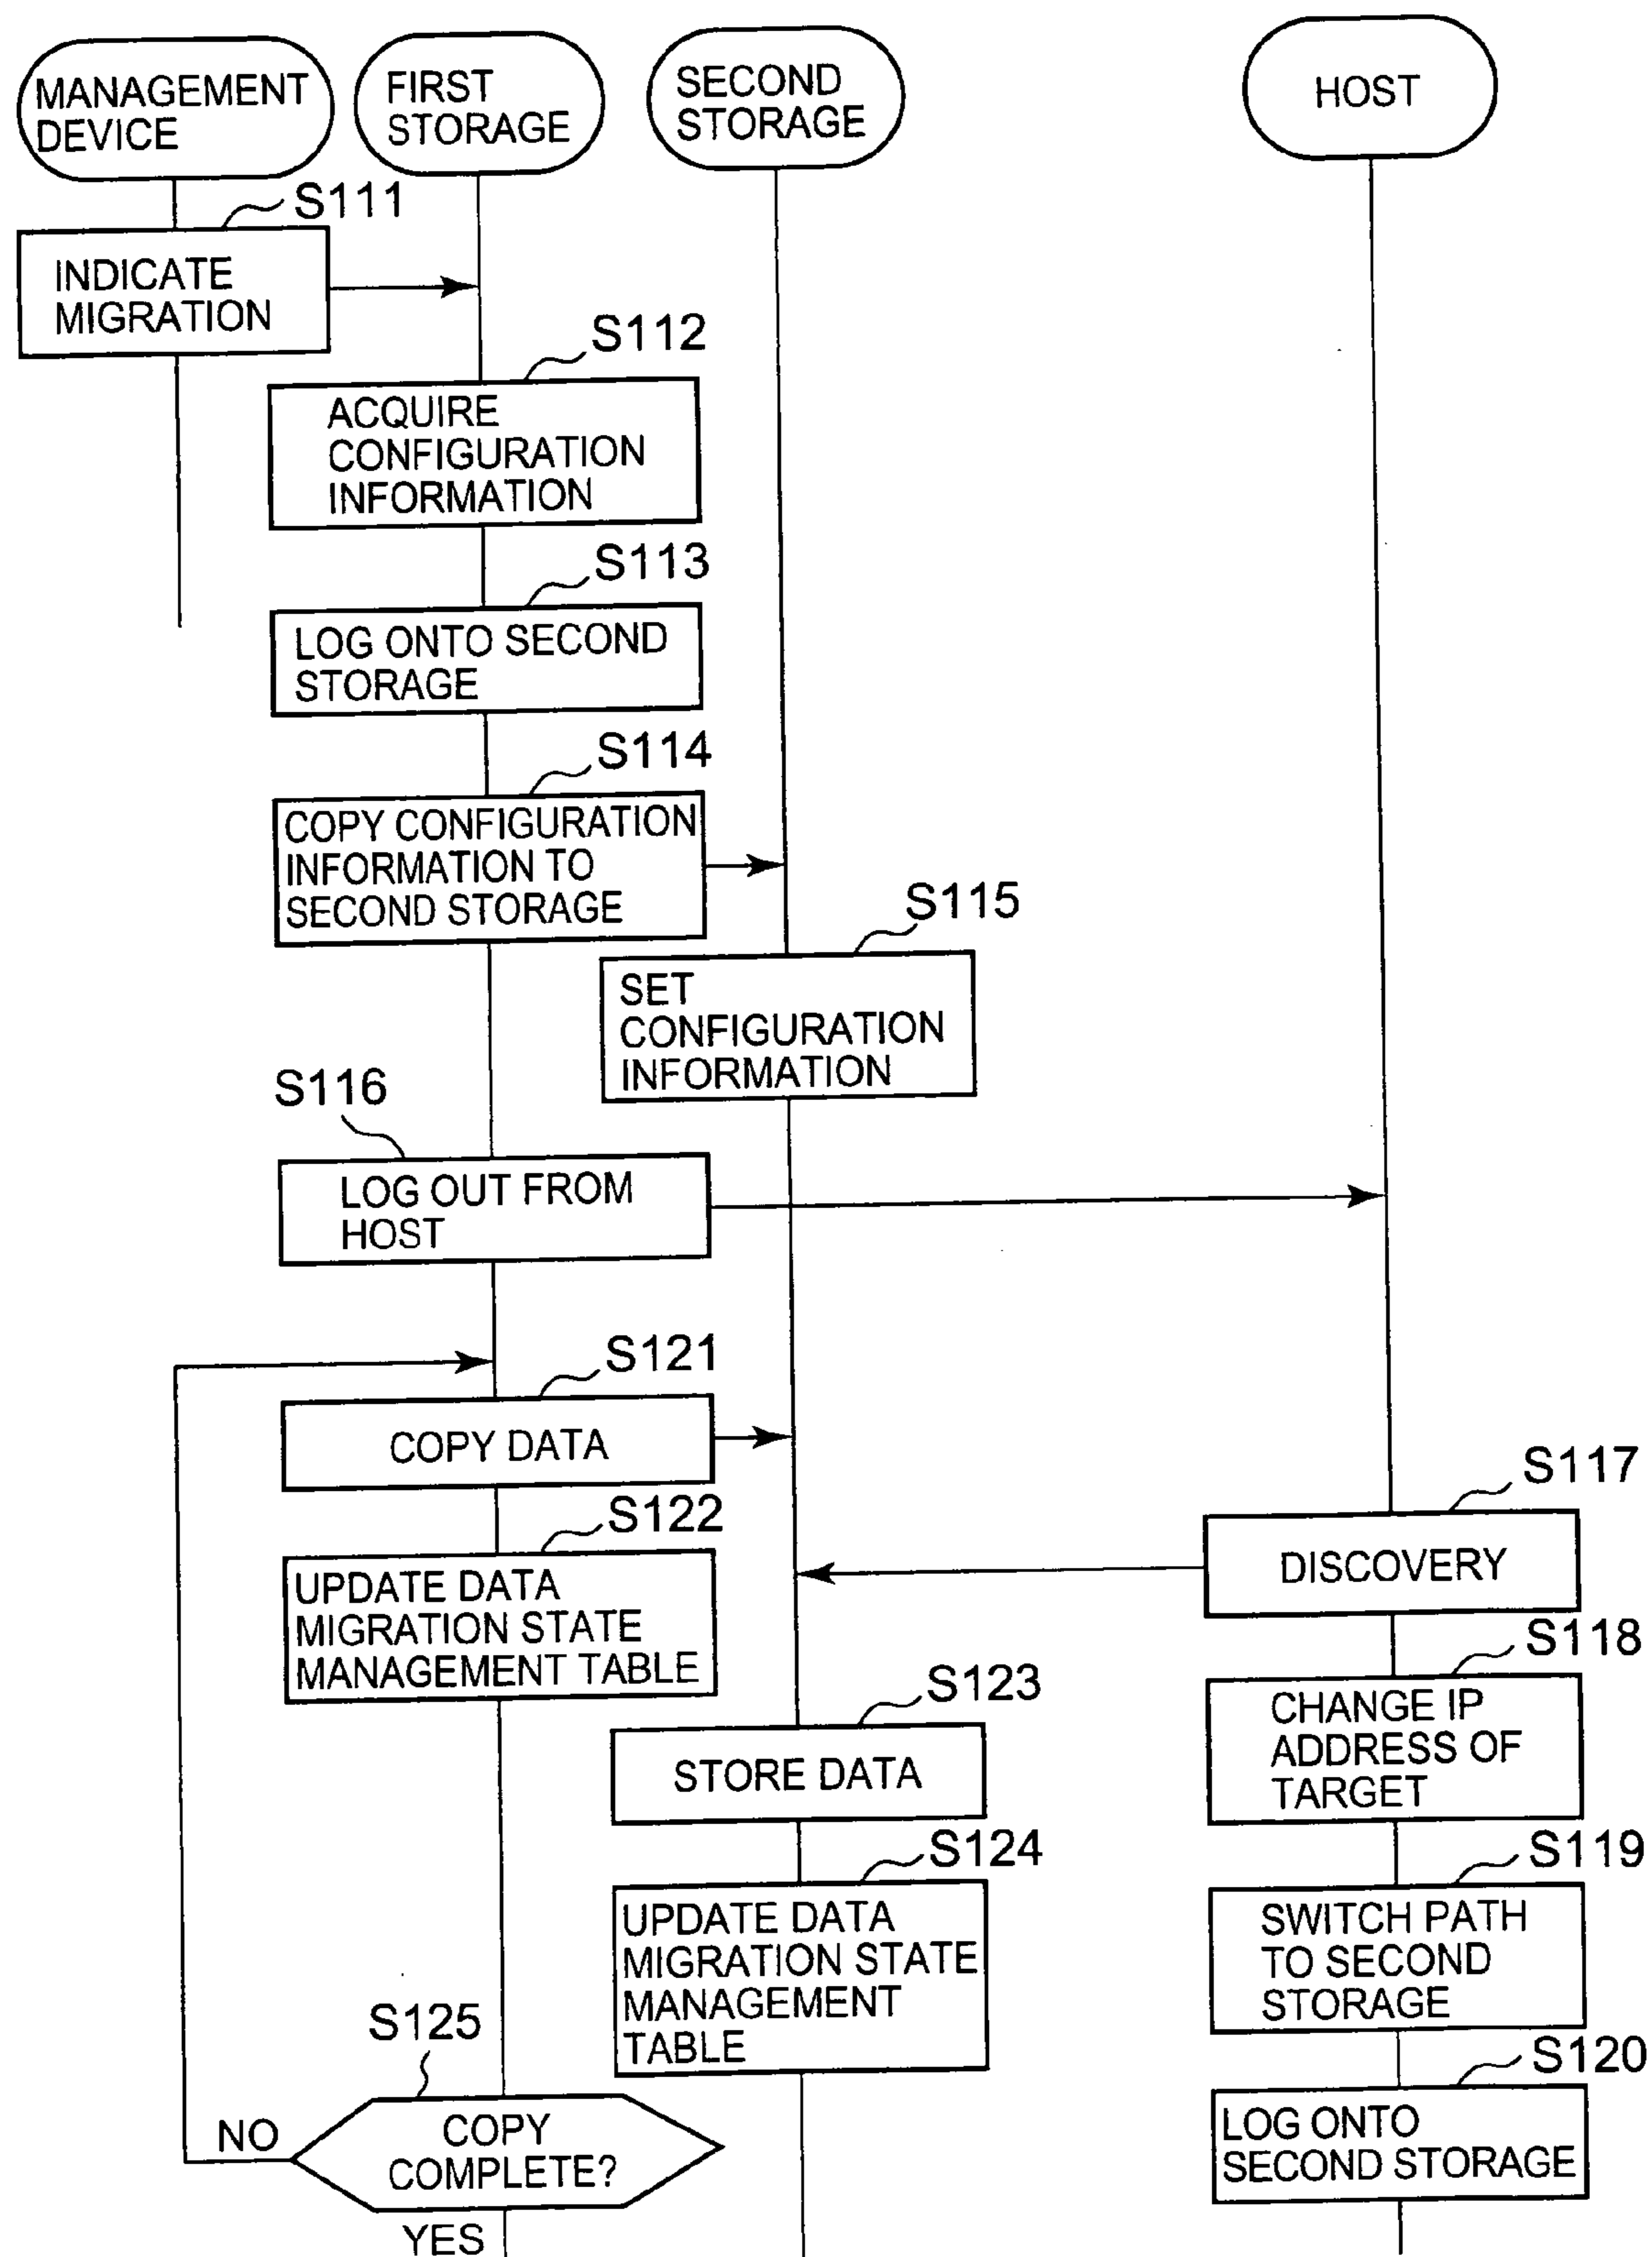 MANAGEMENT
DEVICE
FIRST
STORAGE
SECOND
STORAGE
HOST
S111
INDICATE
MIGRATION
S112
ACQUIRE
CONFIGURATION
INFORMATION
S113
LOG ONTO SECOND
STORAGE
S114
COPY CONFIGURATION
INFORMATION TO
SECOND STORAGE
S115
SET
CONFIGURATION
INFORMATION
S116
LOG OUT FROM
HOST
S121
COPY DATA
S117
DISCOVERY
S122
UPDATE DATA
MIGRATION STATE
MANAGEMENT TABLE
S118
CHANGE IP
ADDRESS OF
TARGET
S123
STORE DATA
S119
SWITCH PATH
TO SECOND
STORAGE
S124
UPDATE DATA
MIGRATION STATE
MANAGEMENT
TABLE
S125
COPY
COMPLETE?
NO
YES
S120
LOG ONTO
SECOND STORAGE